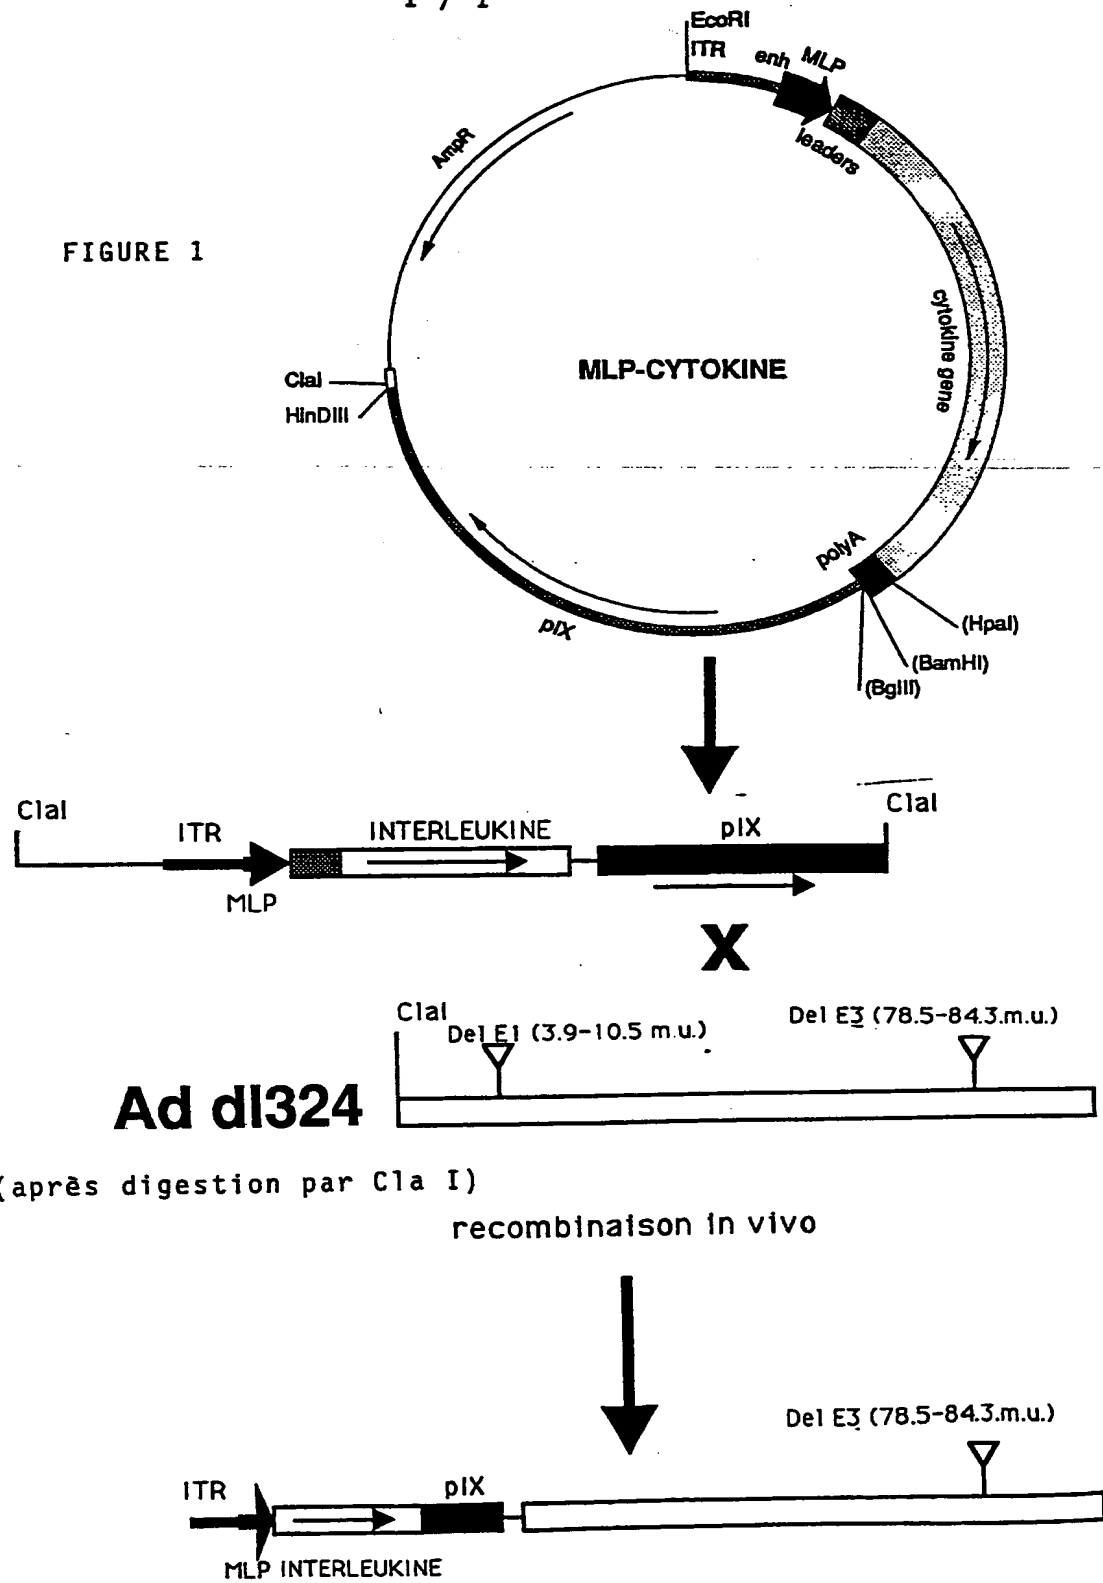 1 / 1
EcoRI
ITR
enh MLP
leaders
AmpR
FIGURE 1
cytokine gene
MLP-CYTOKINE
ClaI
HinDIII
polyA
pIX
(HpaI)
(BamHI)
(BglII)
ClaI
ITR
INTERLEUKINE
pIX
ClaI
MLP
X
ClaI
Del E1 (3.9-10.5 m.u.)
Del E3 (78.5-84.3.m.u.)
Ad dl324
(après digestion par Cla I)
recombinaison in vivo
Del E3 (78.5-84.3.m.u.)
ITR
pIX
MLP INTERLEUKINE